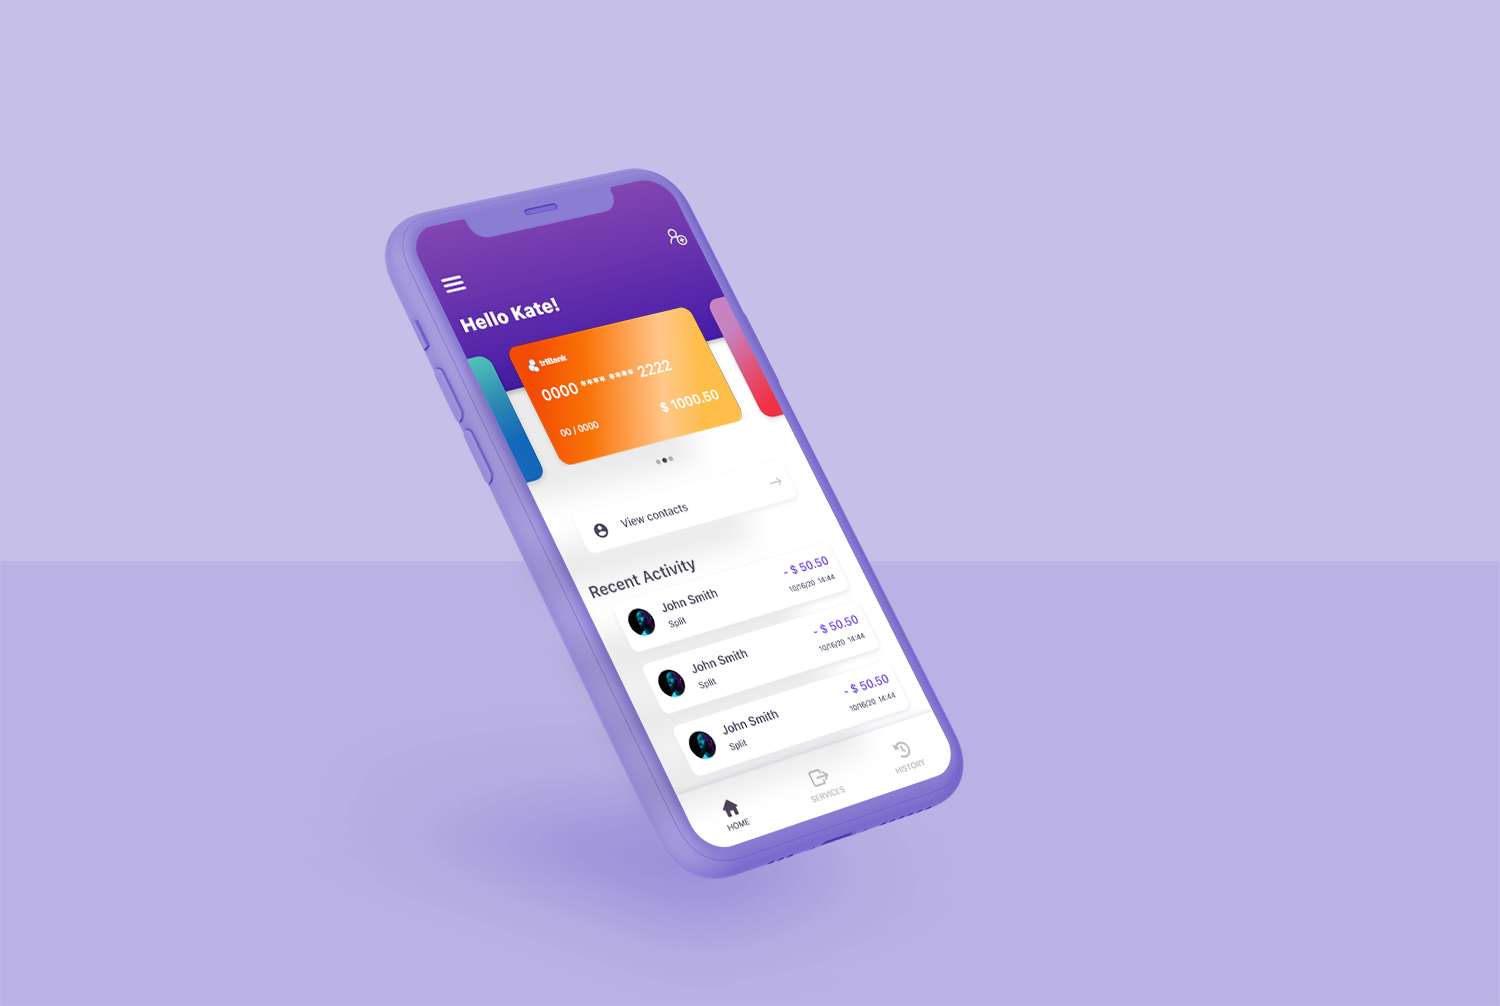 Hello Kate!
triBank
0000 **** **** 2222
00 / 0000
$ 1000.50
View contacts
Recent Activity
John Smith
- $ 50.50
Split
10/16/20 14:44
John Smith
- $ 50.50
Split
10/16/20 14:44
John Smith
- $ 50.50
Split
10/16/20 14:44
HOME
SERVICES
HISTORY